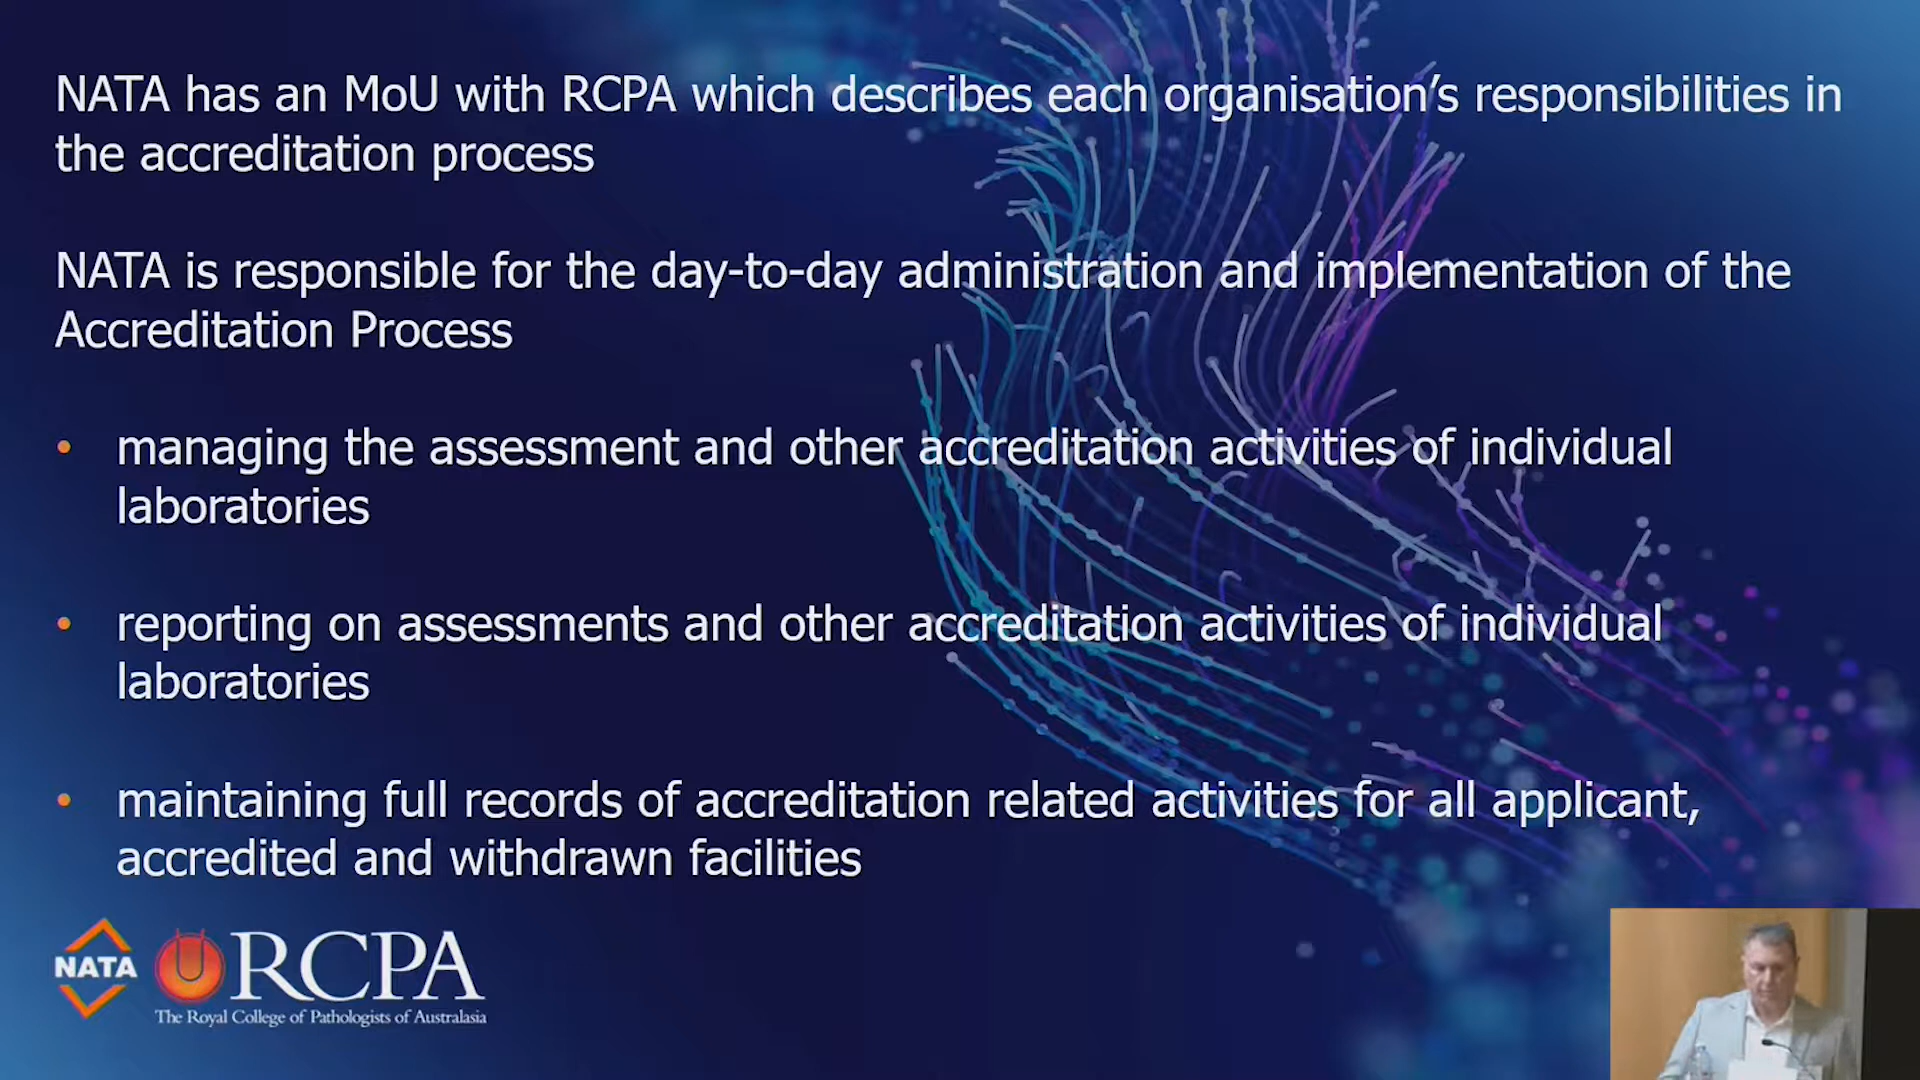 NATA has an MoU with RCPA which describes each organisation’s responsibilities in
the accreditation process
NATA is responsible for the day-to-day administration and implementation of the
Accreditation Process
• managing the assessment and other accreditation activities of individual
laboratories
• reporting on assessments and other accreditation activities of individual
laboratories
• maintaining full records of accreditation related activities for all applicant,
accredited and withdrawn facilities
NATA
RCPA
The Royal College of Pathologists of Australasia